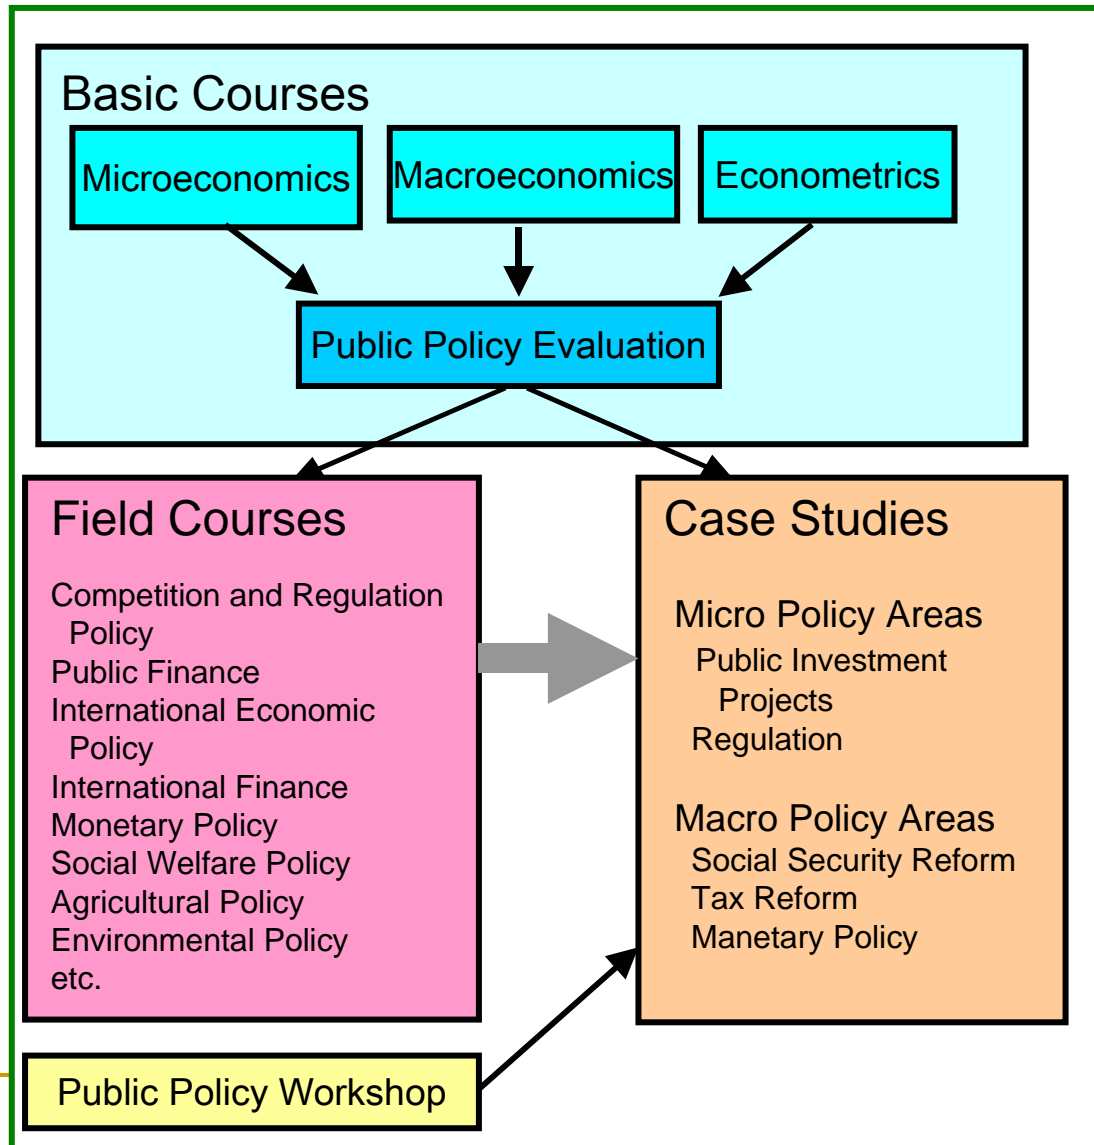 Basic Courses
Microeconomics
Macroeconomics
Econometrics
Public Policy Evaluation
Field Courses
Competition and Regulation
Policy
Public Finance
International Economic
Policy
International Finance
Monetary Policy
Social Welfare Policy
Agricultural Policy
Environmental Policy
etc.
Case Studies
Micro Policy Areas
Public Investment
Projects
Regulation
Macro Policy Areas
Social Security Reform
Tax Reform
Manetary Policy
Public Policy Workshop